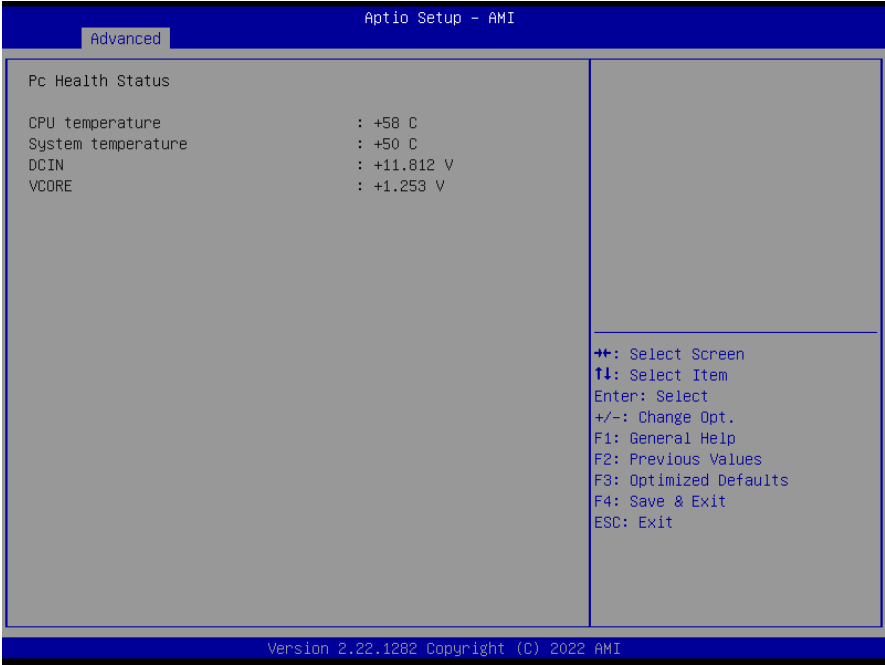 Aptio Setup - AMI
Advanced
Pc Health Status
CPU temperature : +58 C
System temperature : +50 C
DCIN : +11.812 V
VCORE : +1.253 V
→←: Select Screen
↑↓: Select Item
Enter: Select
+/-: Change Opt.
F1: General Help
F2: Previous Values
F3: Optimized Defaults
F4: Save & Exit
ESC: Exit
Version 2.22.1282 Copyright (C) 2022 AMI